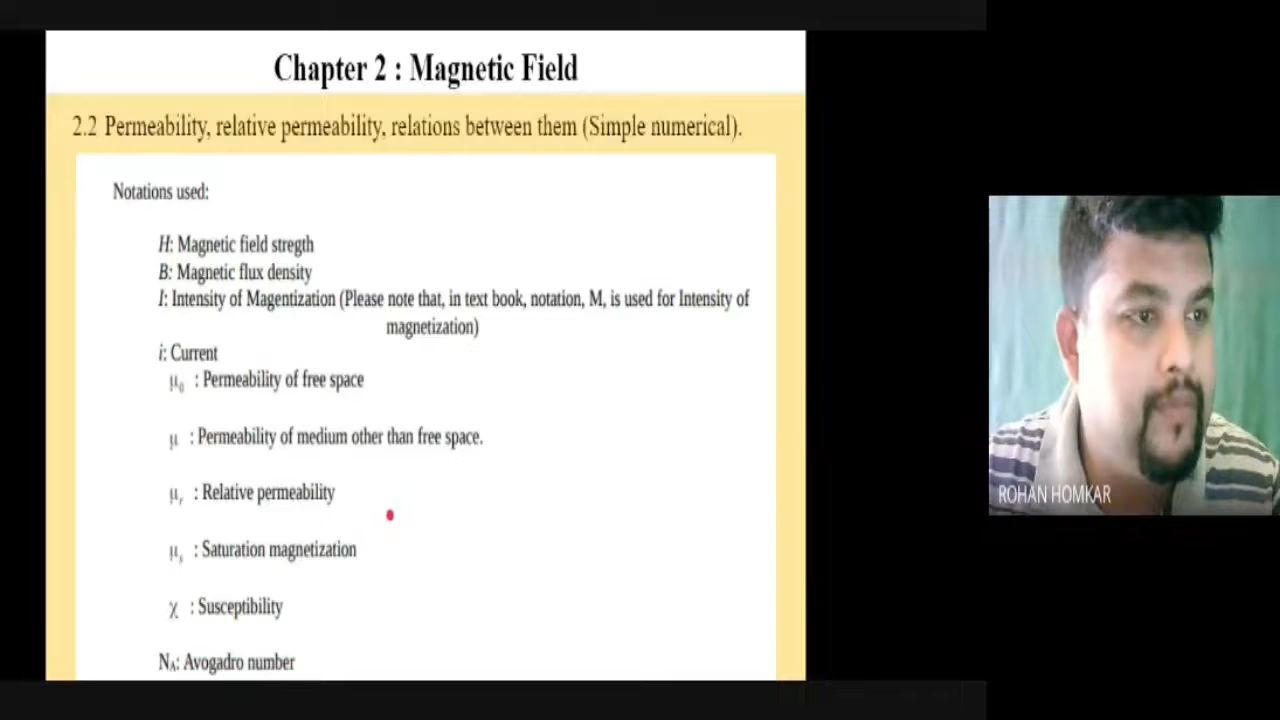 Chapter 2 : Magnetic Field
2.2 Permeability, relative permeability, relations between them (Simple numerical).
Notations used:
H: Magnetic field stregth
B: Magnetic flux density
I: Intensity of Magentization (Please note that, in text book, notation, M, is used for Intensity of
magnetization)
i: Current
μ₀ : Permeability of free space
μ : Permeability of medium other than free space.
μᵣ : Relative permeability
μₛ : Saturation magnetization
χ : Susceptibility
N_A: Avogadro number
ROHAN HOMKAR